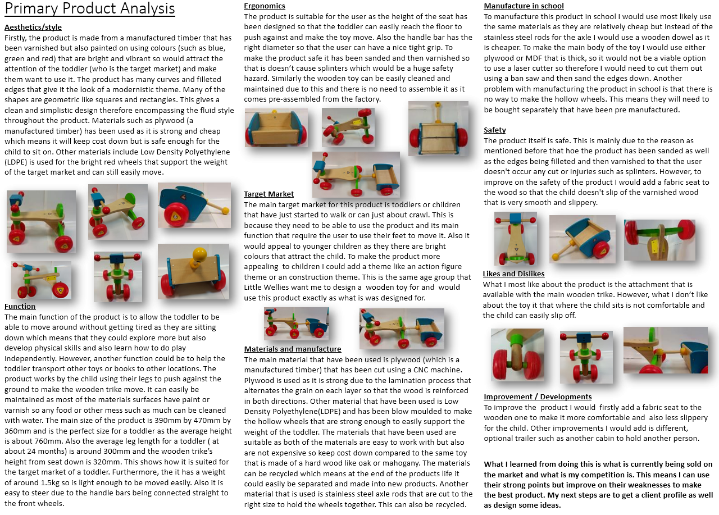 Primary Product Analysis
Aesthetics/style
Firstly, the product is made from a manufactured timber that has
been varnished but also painted on using colours (such as blue,
green and red) that are bright and vibrant so would attract the
attention of the toddler (who is the target market) and make
them want to use it. The product has many curves and filleted
edges that give it the look of a modernistic theme. Many of the
shapes are geometric like squares and rectangles. This gives a
clean and simplistic design therefore encompassing the fluid style
throughout the product. Materials such as plywood (a
manufactured timber) has been used as it is strong and cheap
which means it will keep cost down but is safe enough for the
child to sit on. Other materials include Low Density Polyethylene
(LDPE) is used for the bright red wheels that support the weight
of the target market and can still easily move.
Function
The main function of the product is to allow the toddler to be
able to move around without getting tired as they are sitting
down which means that they could explore more but also
develop physical skills and also learn how to do play
independently. However, another function could be to help the
toddler transport other toys or books to other locations. The
product works by the child using their legs to push against the
ground to make the wooden trike move. It can easily be
maintained as most of the materials surfaces have paint or
varnish so any food or other mess such as much can be cleaned
with water. The main size of the product is 390mm by 470mm by
360mm and is the perfect size for a toddler as the average height
is about 760mm. Also the average leg length for a toddler ( at
about 24 months) is around 300mm and the wooden trike's
height from seat down is 320mm. This shows how it is suited for
the target market of a toddler. Furthermore, the it has a weight
of around 1.5kg so is light enough to be moved easily. Also it is
easy to steer due to the handle bars being connected straight to
the front wheels.
Ergonomics
The product is suitable for the user as the height of the seat has
been designed so that the toddler can easily reach the floor to
push against and make the toy move. Also the handle bar has the
right diameter so that the user can have a nice tight grip. To
make the product safe it has been sanded and then varnished so
that is doesn't cause splinters which would be a huge safety
hazard. Similarly the wooden toy can be easily cleaned and
maintained due to this and there is no need to assemble it as it
comes pre-assembled from the factory.
Target Market
The main target market for this product is toddlers or children
that have just started to walk or can just about crawl. This is
because they need to be able to use the product and its main
function that require the user to use their feet to move it. Also it
would appeal to younger children as they there are bright
colours that attract the child. To make the product more
appealing to children I could add a theme like an action figure
theme or an construction theme. This is the same age group that
Little Wellies want me to design a wooden toy for and would
use this product exactly as what is was designed for.
Materials and manufacture
The main material that have been used is plywood (which is a
manufactured timber) that has been cut using a CNC machine.
Plywood is used as it is strong due to the lamination process that
alternates the grain on each layer so that the wood is reinforced
in both directions. Other material that have been used is Low
Density Polyethylene(LDPE) and has been blow moulded to make
the hollow wheels that are strong enough to easily support the
weight of the toddler. The materials that have been used are
suitable as both of the materials are easy to work with but also
are not expensive so keep cost down compared to the same toy
that is made of a hard wood like oak or mahogany. The materials
can be recycled which means at the end of the products life it
could easily be separated and made into new products. Another
material that is used is stainless steel axle rods that are cut to the
right size to hold the wheels together. This can also be recycled.
Manufacture in school
To manufacture this product in school I would use most likely use
the same materials as they are relatively cheap but instead of the
stainless steel rods for the axle I would use a wooden dowel as it
is cheaper. To make the main body of the toy I would use either
plywood or MDF that is thick, so it would not be a viable option
to use a laser cutter so therefore I would need to cut them out
using a ban saw and then sand the edges down. Another
problem with manufacturing the product in school is that there is
no way to make the hollow wheels. This means they will need to
be bought separately that have been pre manufactured.
Safety
The product itself is safe. This is mainly due to the reason as
mentioned before that hoe the product has been sanded as well
as the edges being filleted and then varnished to that the user
doesn't occur any cut or injuries such as splinters. However, to
improve on the safety of the product I would add a fabric seat to
the wood so that the child doesn't slip of the varnished wood
that is very smooth and slippery.
Likes and Dislikes
What I most like about the product is the attachment that is
available with the main wooden trike. However, what I don't like
about the toy it that where the child sits is not comfortable and
the child can easily slip off.
Improvement / Developments
To improve the product I would firstly add a fabric seat to the
wooden one to make it more comfortable and also less slippery
for the child. Other improvements I would add is different,
optional trailer such as another cabin to hold another person.
What I learned from doing this is what is currently being sold on
the market and what is my competition is. This means I can use
their strong points but improve on their weaknesses to make
the best product. My next steps are to get a client profile as well
as design some ideas.